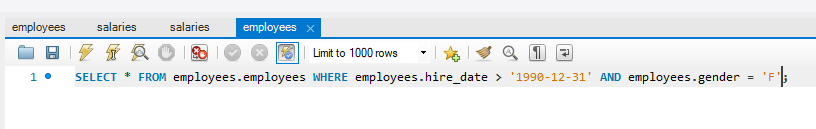 employees salaries salaries employees
Limit to 1000 rows
1 SELECT * FROM employees.employees WHERE employees.hire_date > '1990-12-31' AND employees.gender = 'F';